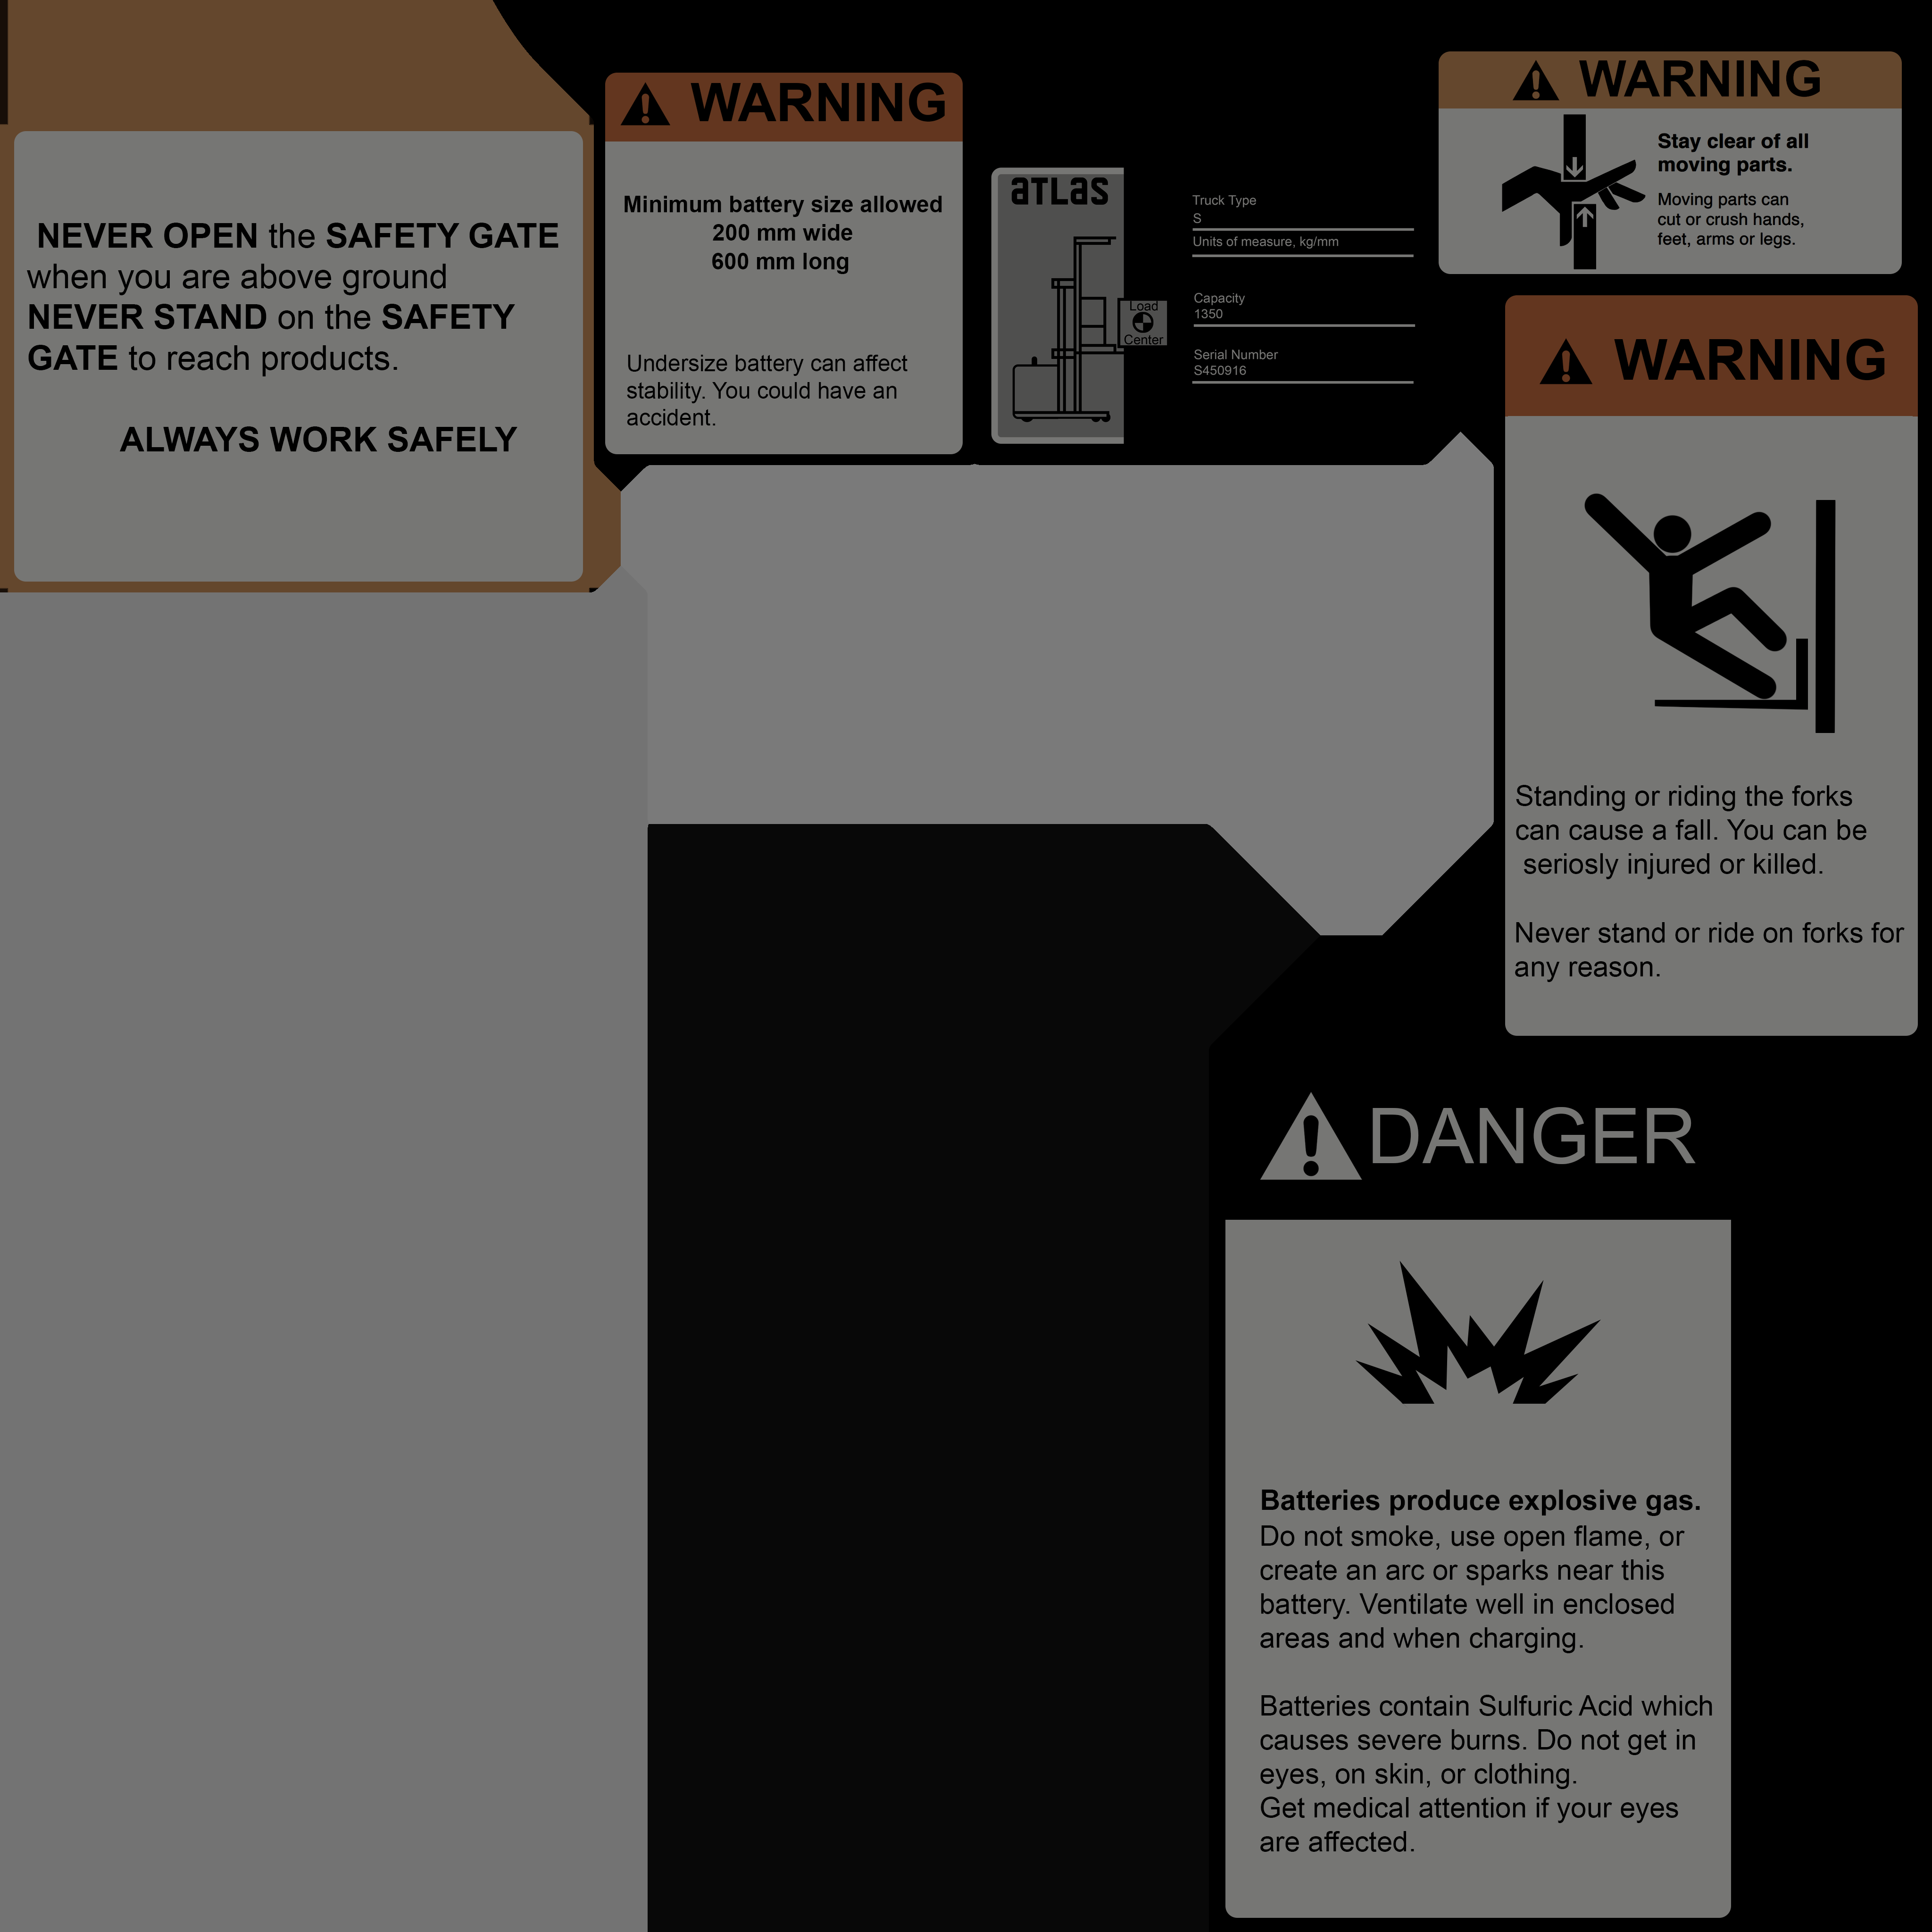 NEVER OPEN the SAFETY GATE
when you are above ground
NEVER STAND on the SAFETY
GATE to reach products.
ALWAYS WORK SAFELY
WARNING
Minimum battery size allowed
200 mm wide
600 mm long
Undersize battery can affect
stability. You could have an
accident.
aTLas
Load
Center
Truck Type
S
Units of measure, kg/mm
Capacity
1350
Serial Number
S450916
WARNING
Stay clear of all
moving parts.
Moving parts can
cut or crush hands,
feet, arms or legs.
WARNING
Standing or riding the forks
can cause a fall. You can be
seriosly injured or killed.
Never stand or ride on forks for
any reason.
DANGER
Batteries produce explosive gas.
Do not smoke, use open flame, or
create an arc or sparks near this
battery. Ventilate well in enclosed
areas and when charging.
Batteries contain Sulfuric Acid which
causes severe burns. Do not get in
eyes, on skin, or clothing.
Get medical attention if your eyes
are affected.